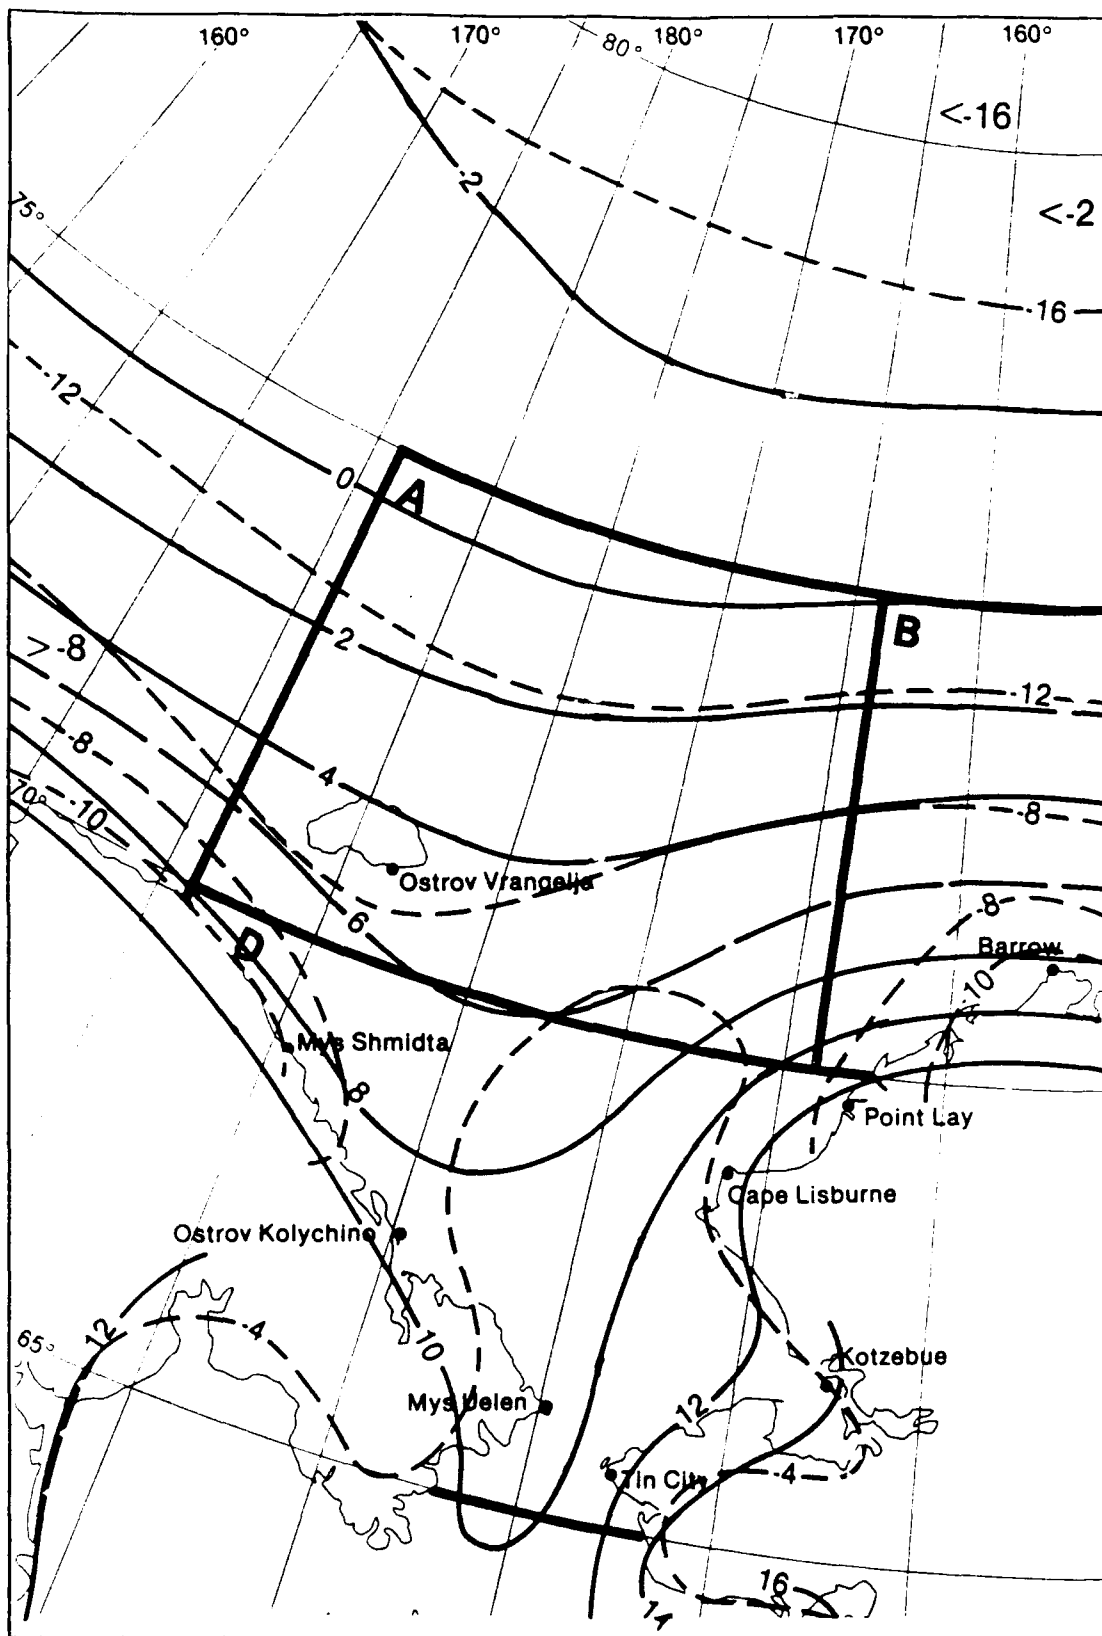 160° 170° 80° 180° 170° 160°
<-16
-2
<-2
75°
-16
-12
0
A
B
2
-12
>-8
4
-8
-8
70°
-10
Ostrov Vrangelja
6
-8
D
Barrow
-10
Mys Shmidta
8
Point Lay
Cape Lisburne
Ostrov Kolychino
12
-4
10
65°
Kotzebue
Mys Uelen
12
Tin City
-4
16
14